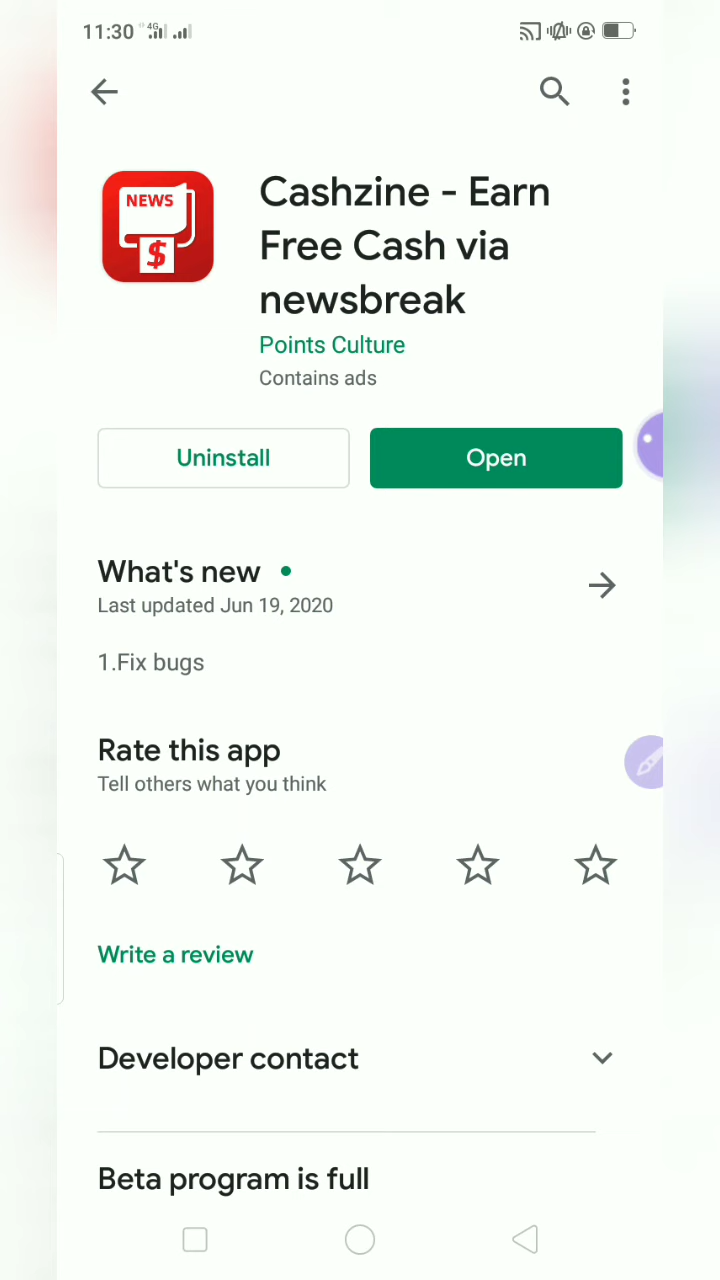 11:30 4G
NEWS
$
Cashzine - Earn
Free Cash via
newsbreak
Points Culture
Contains ads
Uninstall
Open
What's new
Last updated Jun 19, 2020
1.Fix bugs
Rate this app
Tell others what you think
Write a review
Developer contact
Beta program is full